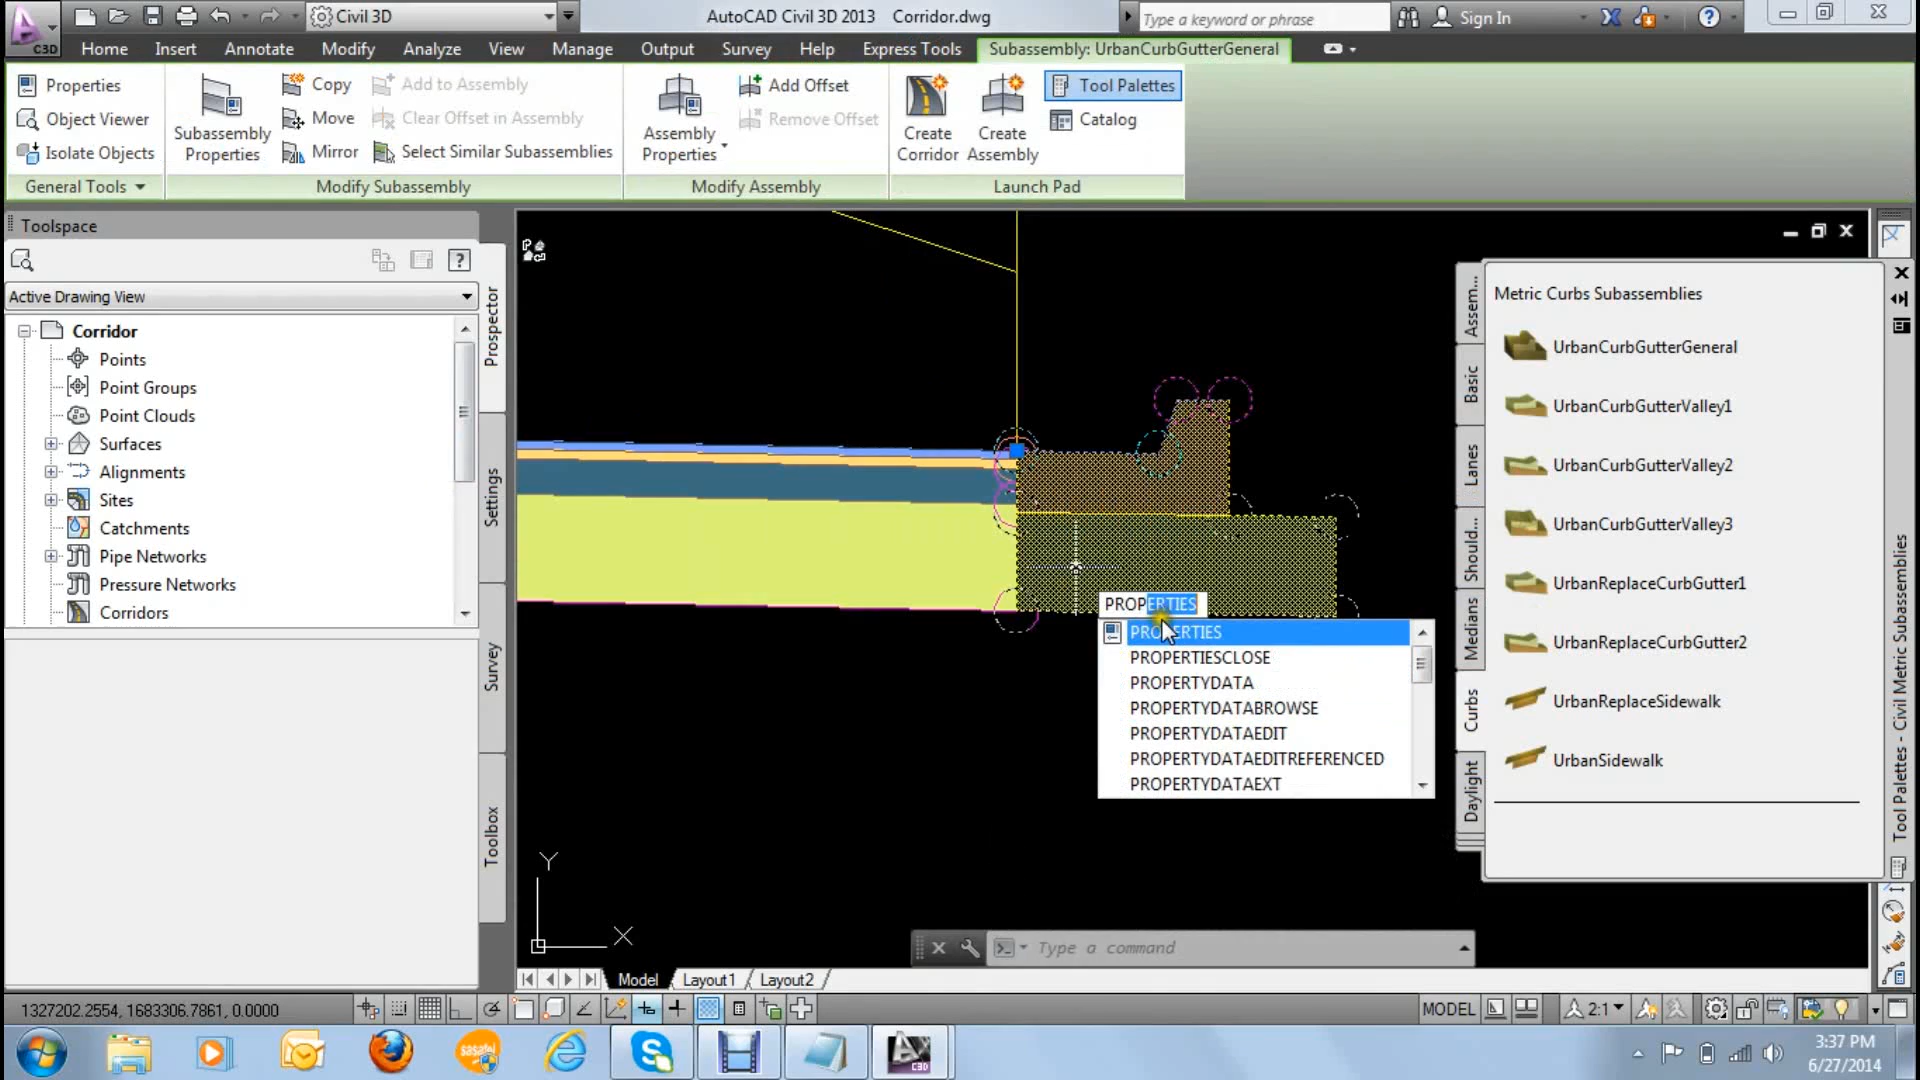 Civil 3D
AutoCAD Civil 3D 2013 Corridor.dwg
Type a keyword or phrase
Sign In
C3D
Home Insert Annotate Modify Analyze View Manage Output Survey Help Express Tools Subassembly: UrbanCurbGutterGeneral
Properties
Object Viewer
Isolate Objects
General Tools
Subassembly
Properties
Copy
Move
Mirror
Add to Assembly
Clear Offset in Assembly
Select Similar Subassemblies
Modify Subassembly
Assembly
Properties
Add Offset
Remove Offset
Modify Assembly
Create
Corridor
Create
Assembly
Tool Palettes
Catalog
Launch Pad
Toolspace
Active Drawing View
Corridor
Points
Point Groups
Point Clouds
Surfaces
Alignments
Sites
Catchments
Pipe Networks
Pressure Networks
Corridors
Prospector
Settings
Survey
Toolbox
PROPERTIES
PROPERTIES
PROPERTIESCLOSE
PROPERTYDATA
PROPERTYDATABROWSE
PROPERTYDATAEDIT
PROPERTYDATAEDITREFERENCED
PROPERTYDATAEXT
Y
X
Type a command
Assem...
Basic
Lanes
Should...
Medians
Curbs
Daylight
Metric Curbs Subassemblies
UrbanCurbGutterGeneral
UrbanCurbGutterValley1
UrbanCurbGutterValley2
UrbanCurbGutterValley3
UrbanReplaceCurbGutter1
UrbanReplaceCurbGutter2
UrbanReplaceSidewalk
UrbanSidewalk
Tool Palettes - Civil Metric Subassemblies
Model Layout1 Layout2
1327202.2554, 1683306.7861, 0.0000
MODEL
2:1
sasatel
C3D
3:37 PM
6/27/2014